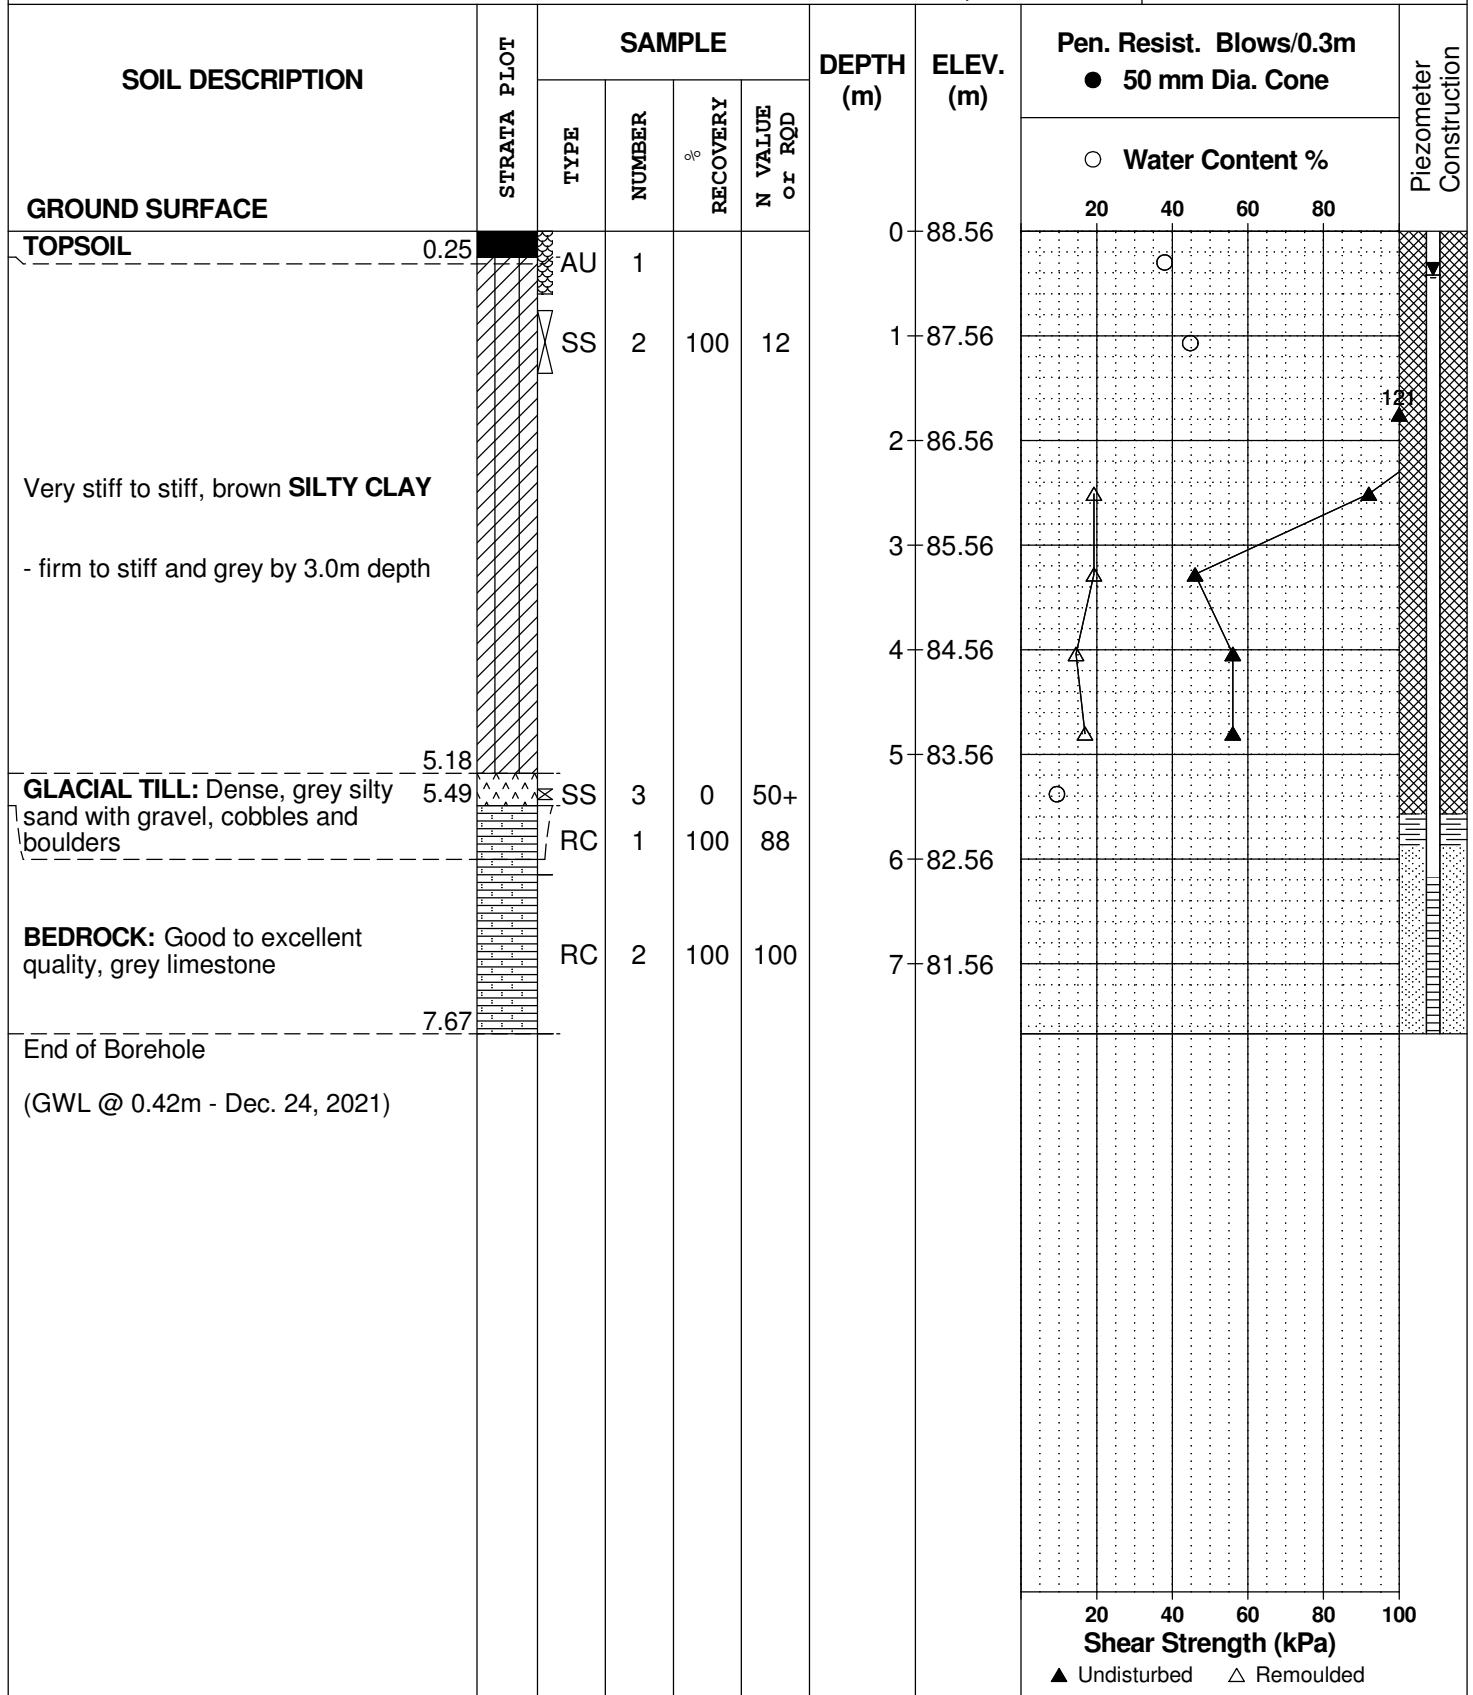 SOIL DESCRIPTION
GROUND SURFACE
STRATA PLOT
SAMPLE
TYPE
NUMBER
% RECOVERY
N VALUE or RQD
DEPTH (m)
ELEV. (m)
Pen. Resist. Blows/0.3m
● 50 mm Dia. Cone
○ Water Content %
20 40 60 80
Piezometer Construction
0 88.56
TOPSOIL 0.25
AU 1
SS 2 100 12
1 87.56
121
2 86.56
Very stiff to stiff, brown SILTY CLAY
3 85.56
- firm to stiff and grey by 3.0m depth
4 84.56
5 83.56
5.18
GLACIAL TILL: Dense, grey silty 5.49
sand with gravel, cobbles and
boulders
SS 3 0 50+
RC 1 100 88
6 82.56
BEDROCK: Good to excellent
quality, grey limestone
RC 2 100 100
7 81.56
7.67
End of Borehole
(GWL @ 0.42m - Dec. 24, 2021)
20 40 60 80 100
Shear Strength (kPa)
▲ Undisturbed △ Remoulded